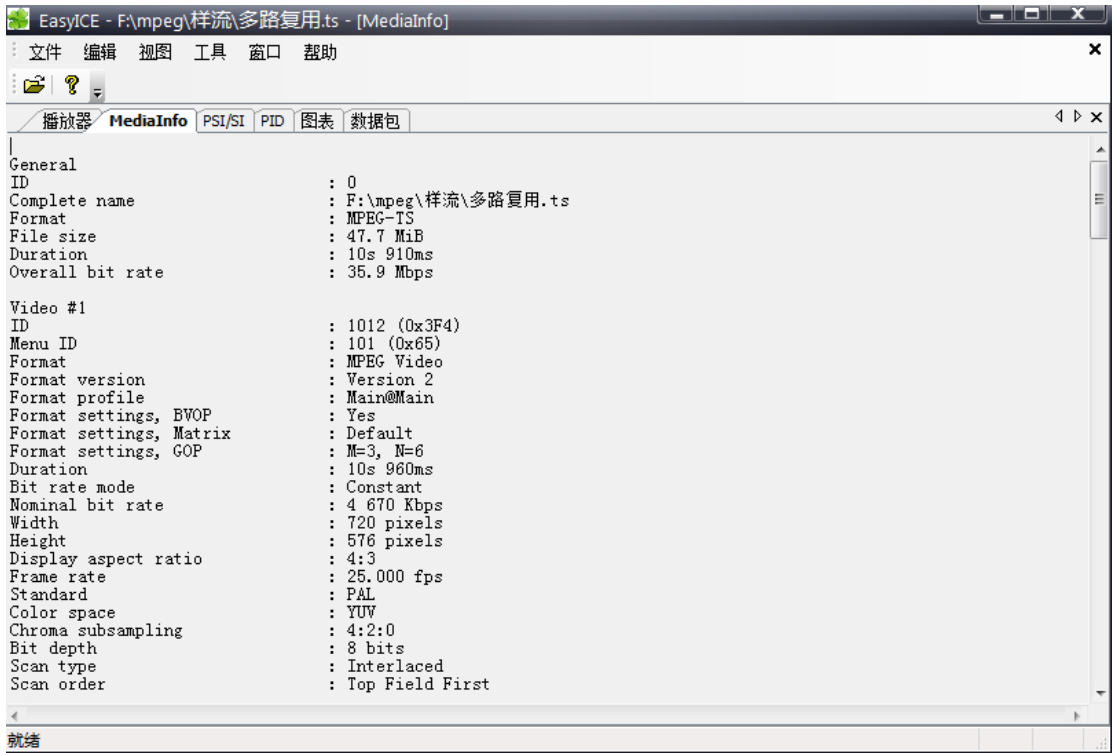 EasyICE - F:\mpeg\样流\多路复用.ts - [MediaInfo]
文件 编辑 视图 工具 窗口 帮助
播放器 MediaInfo PSI/SI PID 图表 数据包
General
ID : 0
Complete name : F:\mpeg\样流\多路复用.ts
Format : MPEG-TS
File size : 47.7 MiB
Duration : 10s 910ms
Overall bit rate : 35.9 Mbps
Video #1
ID : 1012 (0x3F4)
Menu ID : 101 (0x65)
Format : MPEG Video
Format version : Version 2
Format profile : Main@Main
Format settings, BVOP : Yes
Format settings, Matrix : Default
Format settings, GOP : M=3, N=6
Duration : 10s 960ms
Bit rate mode : Constant
Nominal bit rate : 4 670 Kbps
Width : 720 pixels
Height : 576 pixels
Display aspect ratio : 4:3
Frame rate : 25.000 fps
Standard : PAL
Color space : YUV
Chroma subsampling : 4:2:0
Bit depth : 8 bits
Scan type : Interlaced
Scan order : Top Field First
就绪